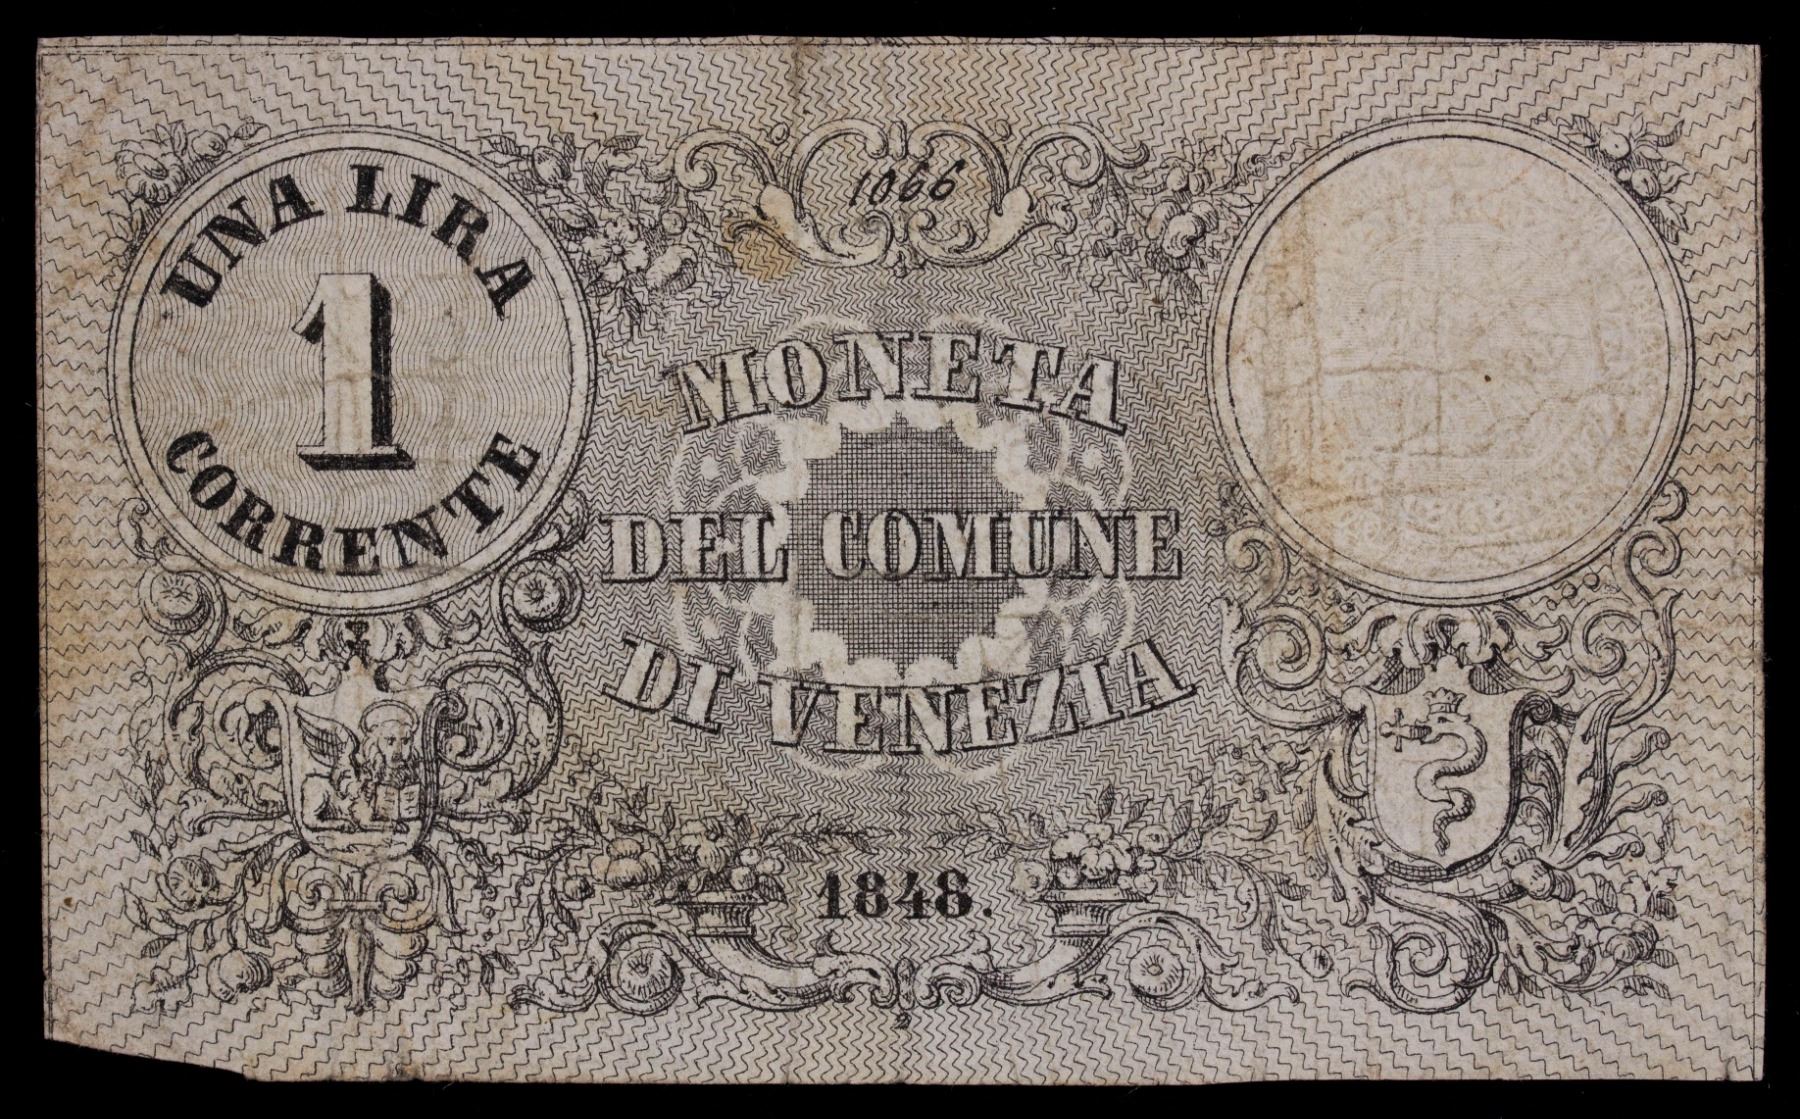 1066
UNA LIRA
1
CORRENTE
MONETA
DEL COMUNE
DI VENEZIA
1848.